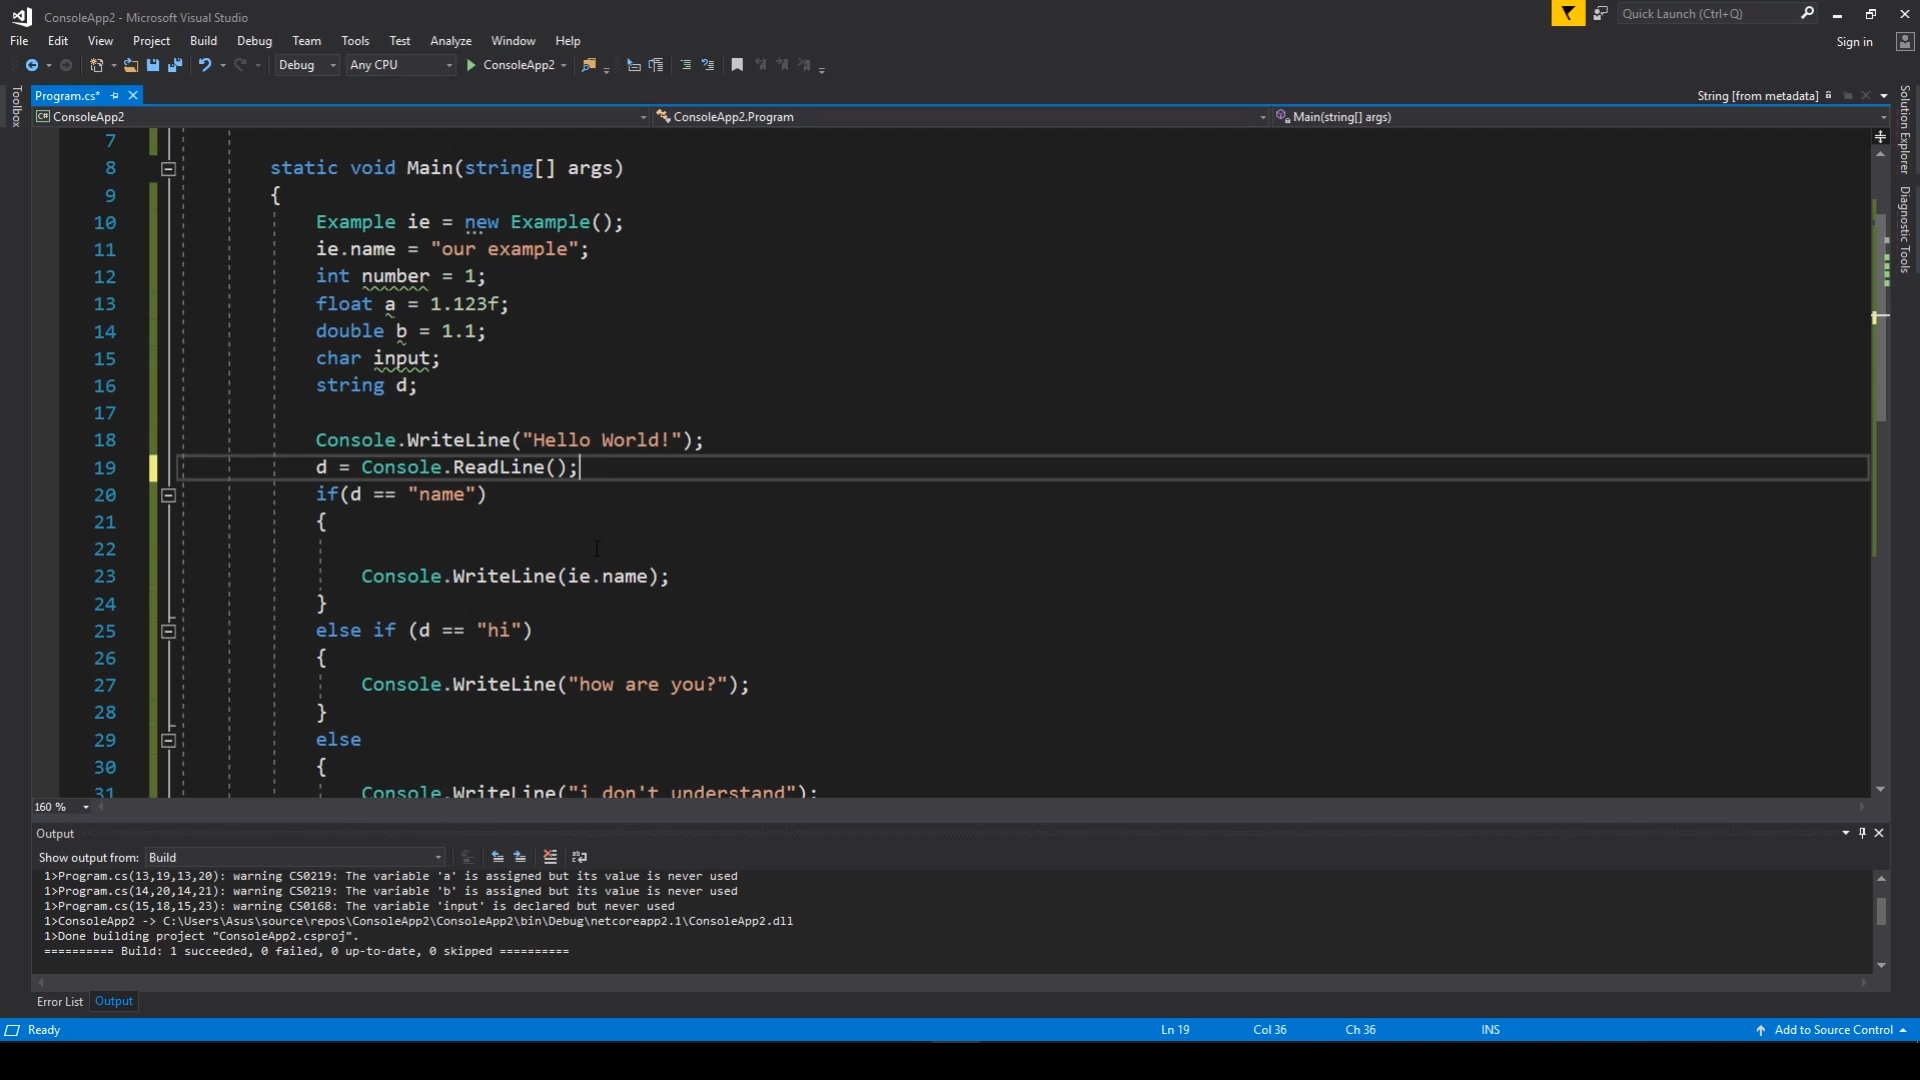 ConsoleApp2 - Microsoft Visual Studio
Quick Launch (Ctrl+Q)
File Edit View Project Build Debug Team Tools Test Analyze Window Help
Sign in
Debug Any CPU ConsoleApp2
Toolbox
Program.cs*
String [from metadata]
ConsoleApp2
ConsoleApp2.Program
Main(string[] args)
Solution Explorer
Diagnostic Tools
7
8 static void Main(string[] args)
9 {
10 Example ie = new Example();
11 ie.name = "our example";
12 int number = 1;
13 float a = 1.123f;
14 double b = 1.1;
15 char input;
16 string d;
17
18 Console.WriteLine("Hello World!");
19 d = Console.ReadLine();
20 if(d == "name")
21 {
22
23 Console.WriteLine(ie.name);
24 }
25 else if (d == "hi")
26 {
27 Console.WriteLine("how are you?");
28 }
29 else
30 {
31 Console.WriteLine("i don't understand");
160 %
Output
Show output from: Build
1>Program.cs(13,19,13,20): warning CS0219: The variable 'a' is assigned but its value is never used
1>Program.cs(14,20,14,21): warning CS0219: The variable 'b' is assigned but its value is never used
1>Program.cs(15,18,15,23): warning CS0168: The variable 'input' is declared but never used
1>ConsoleApp2 -> C:\Users\Asus\source\repos\ConsoleApp2\ConsoleApp2\bin\Debug\netcoreapp2.1\ConsoleApp2.dll
1>Done building project "ConsoleApp2.csproj".
========== Build: 1 succeeded, 0 failed, 0 up-to-date, 0 skipped ==========
Error List Output
Ready
Ln 19 Col 36 Ch 36 INS
Add to Source Control